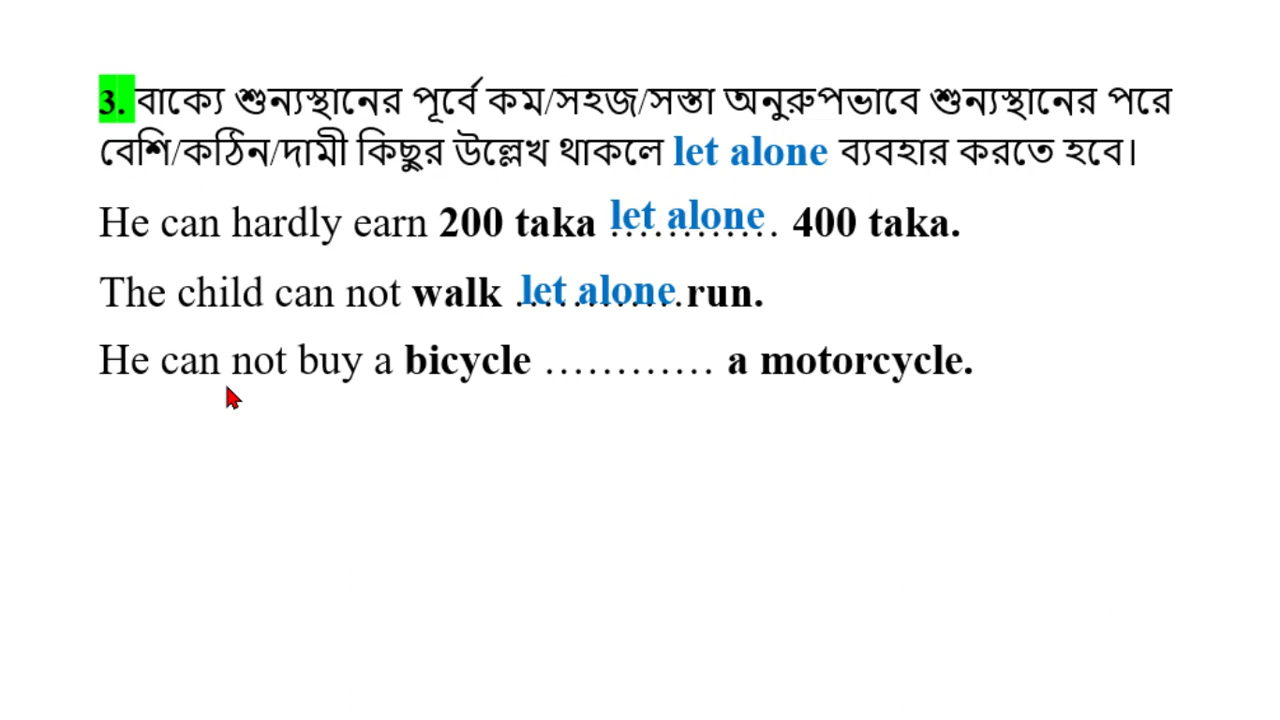 3. বাক্যে শুন্যস্থানের পূর্বে কম/সহজ/সস্তা অনুরুপভাবে শুন্যস্থানের পরে
বেশি/কঠিন/দামী কিছুর উল্লেখ থাকলে let alone ব্যবহার করতে হবে।
He can hardly earn 200 taka let alone ………… 400 taka.
The child can not walk let alone ………….run.
He can not buy a bicycle ………… a motorcycle.